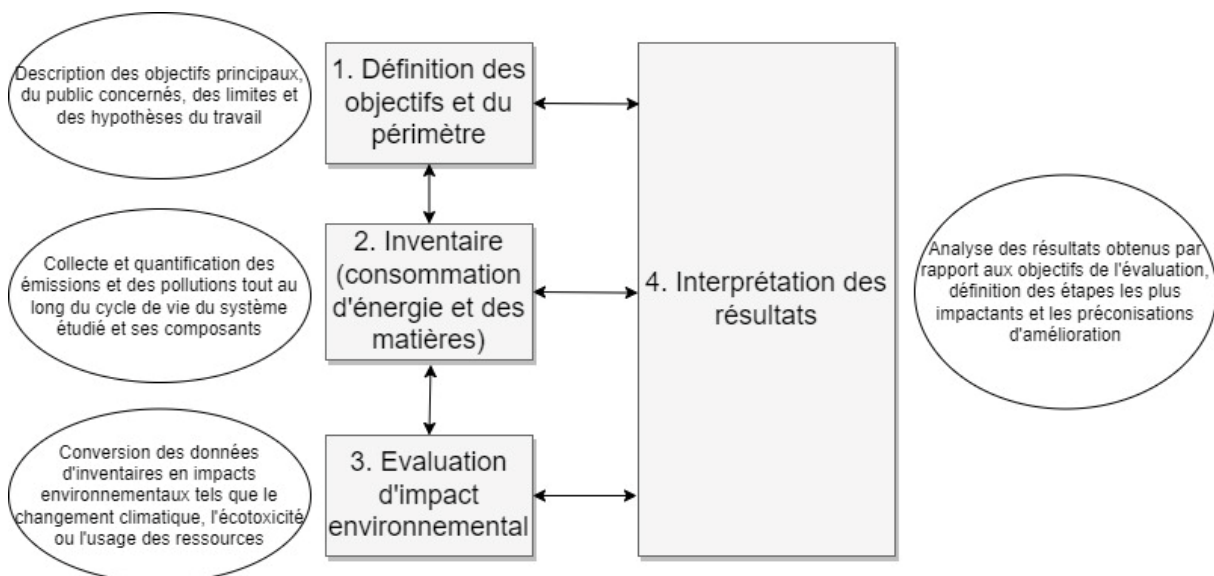 Description des objectifs principaux,
du public concernés, des limites et
des hypothèses du travail
1. Définition des
objectifs et du
périmètre
Collecte et quantification des
émissions et des pollutions tout au
long du cycle de vie du système
étudié et ses composants
2. Inventaire
(consommation
d'énergie et des
matières)
Conversion des données
d'inventaires en impacts
environnementaux tels que le
changement climatique, l'écotoxicité
ou l'usage des ressources
3. Evaluation
d'impact
environnemental
4. Interprétation des
résultats
Analyse des résultats obtenus par
rapport aux objectifs de l'évaluation,
définition des étapes les plus
impactants et les préconisations
d'amélioration